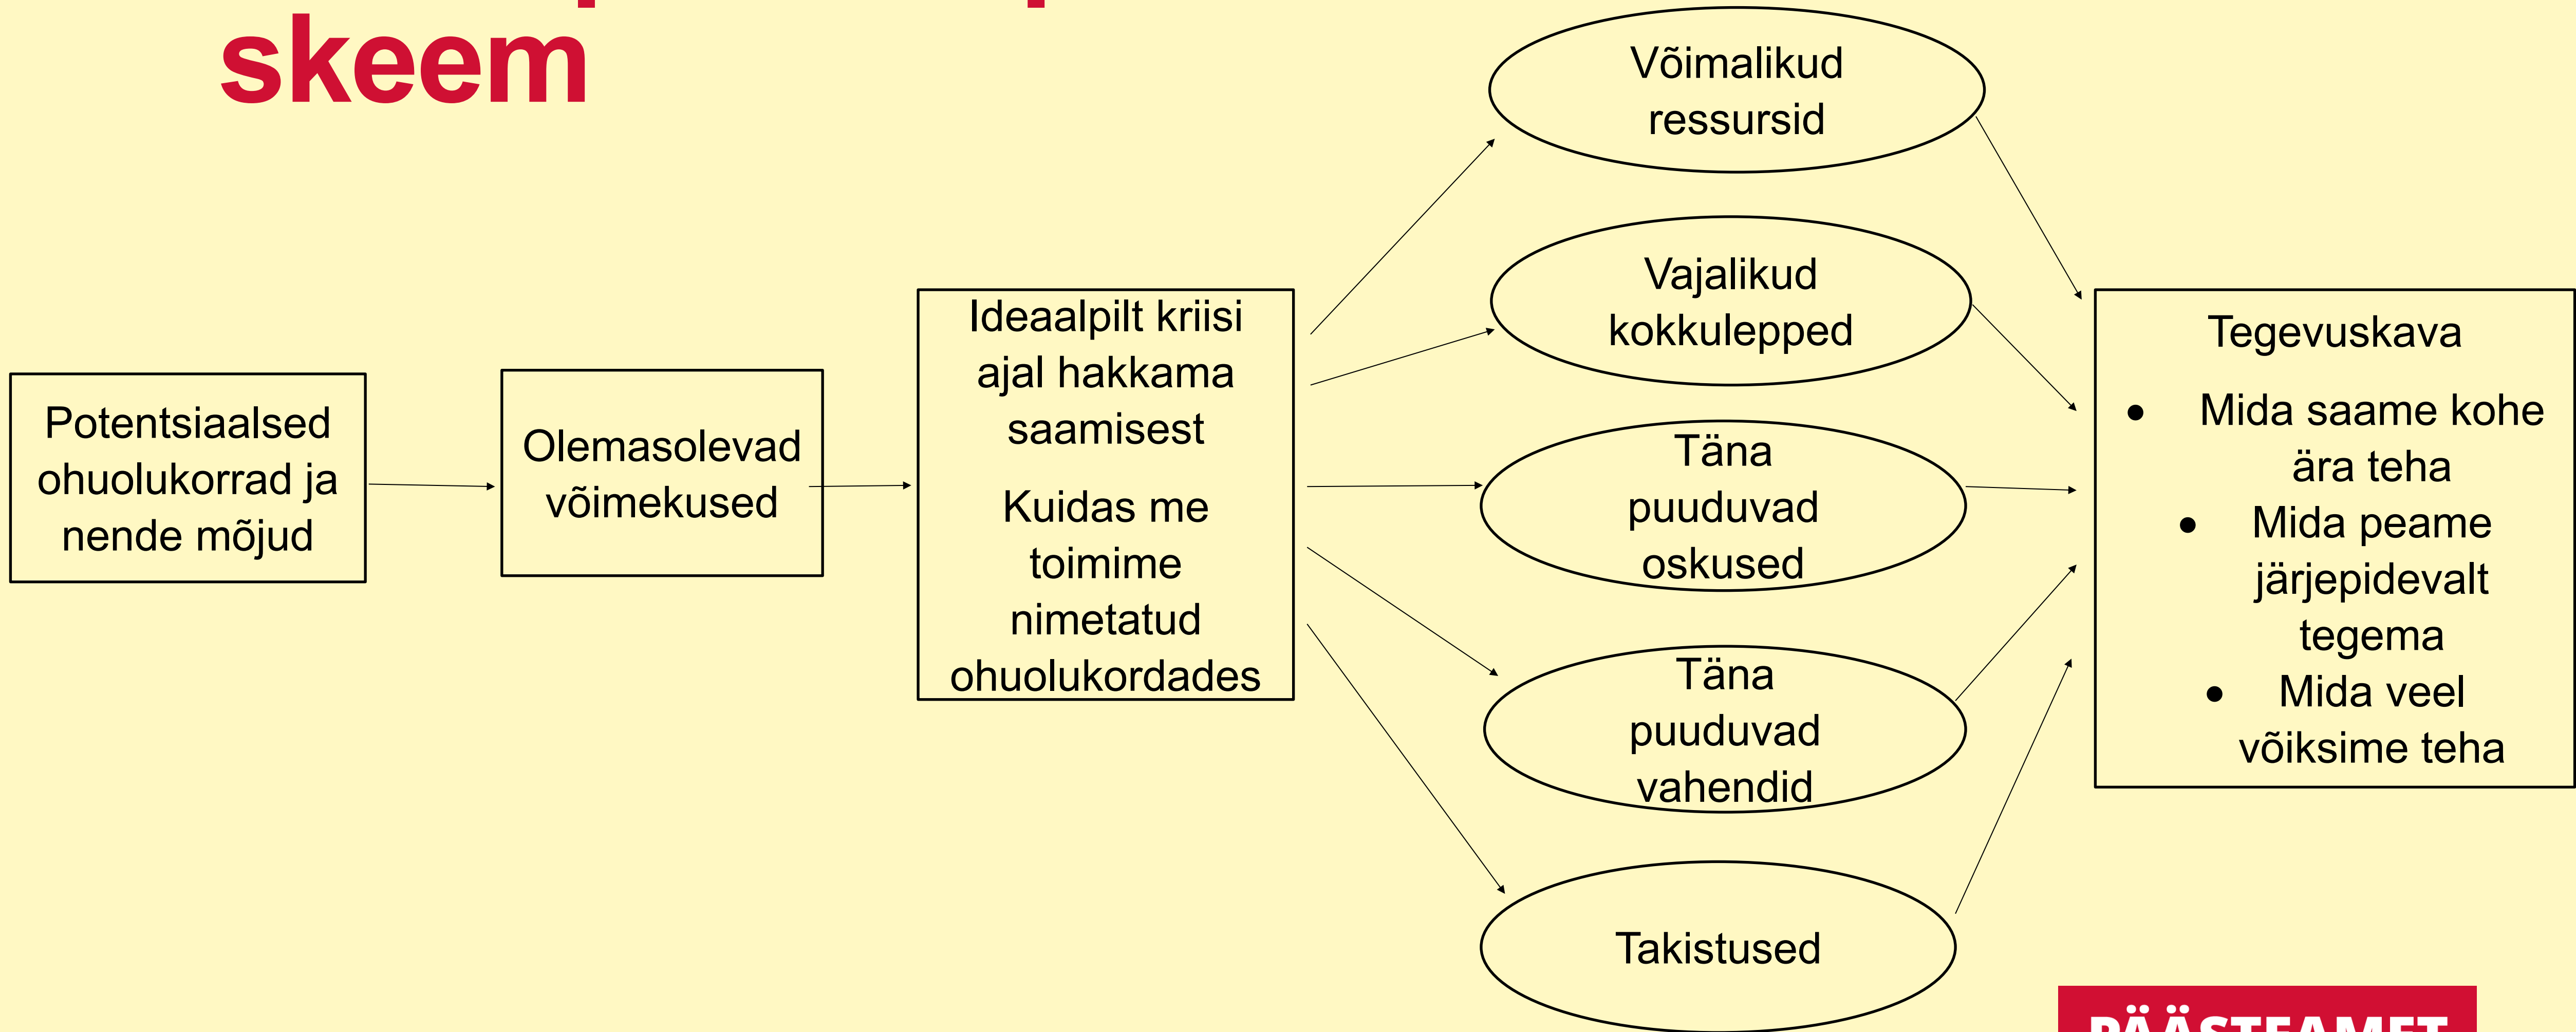 skeem
Potentsiaalsed
ohuolukorrad ja
nende mõjud
Olemasolevad
võimekused
Ideaalpilt kriisi
ajal hakkama
saamisest
Kuidas me
toimime
nimetatud
ohuolukordades
Võimalikud
ressursid
Vajalikud
kokkulepped
Täna
puuduvad
oskused
Täna
puuduvad
vahendid
Takistused
Tegevuskava
● Mida saame kohe
ära teha
● Mida peame
järjepidevalt
tegema
● Mida veel
võiksime teha
PÄÄSTEAMET